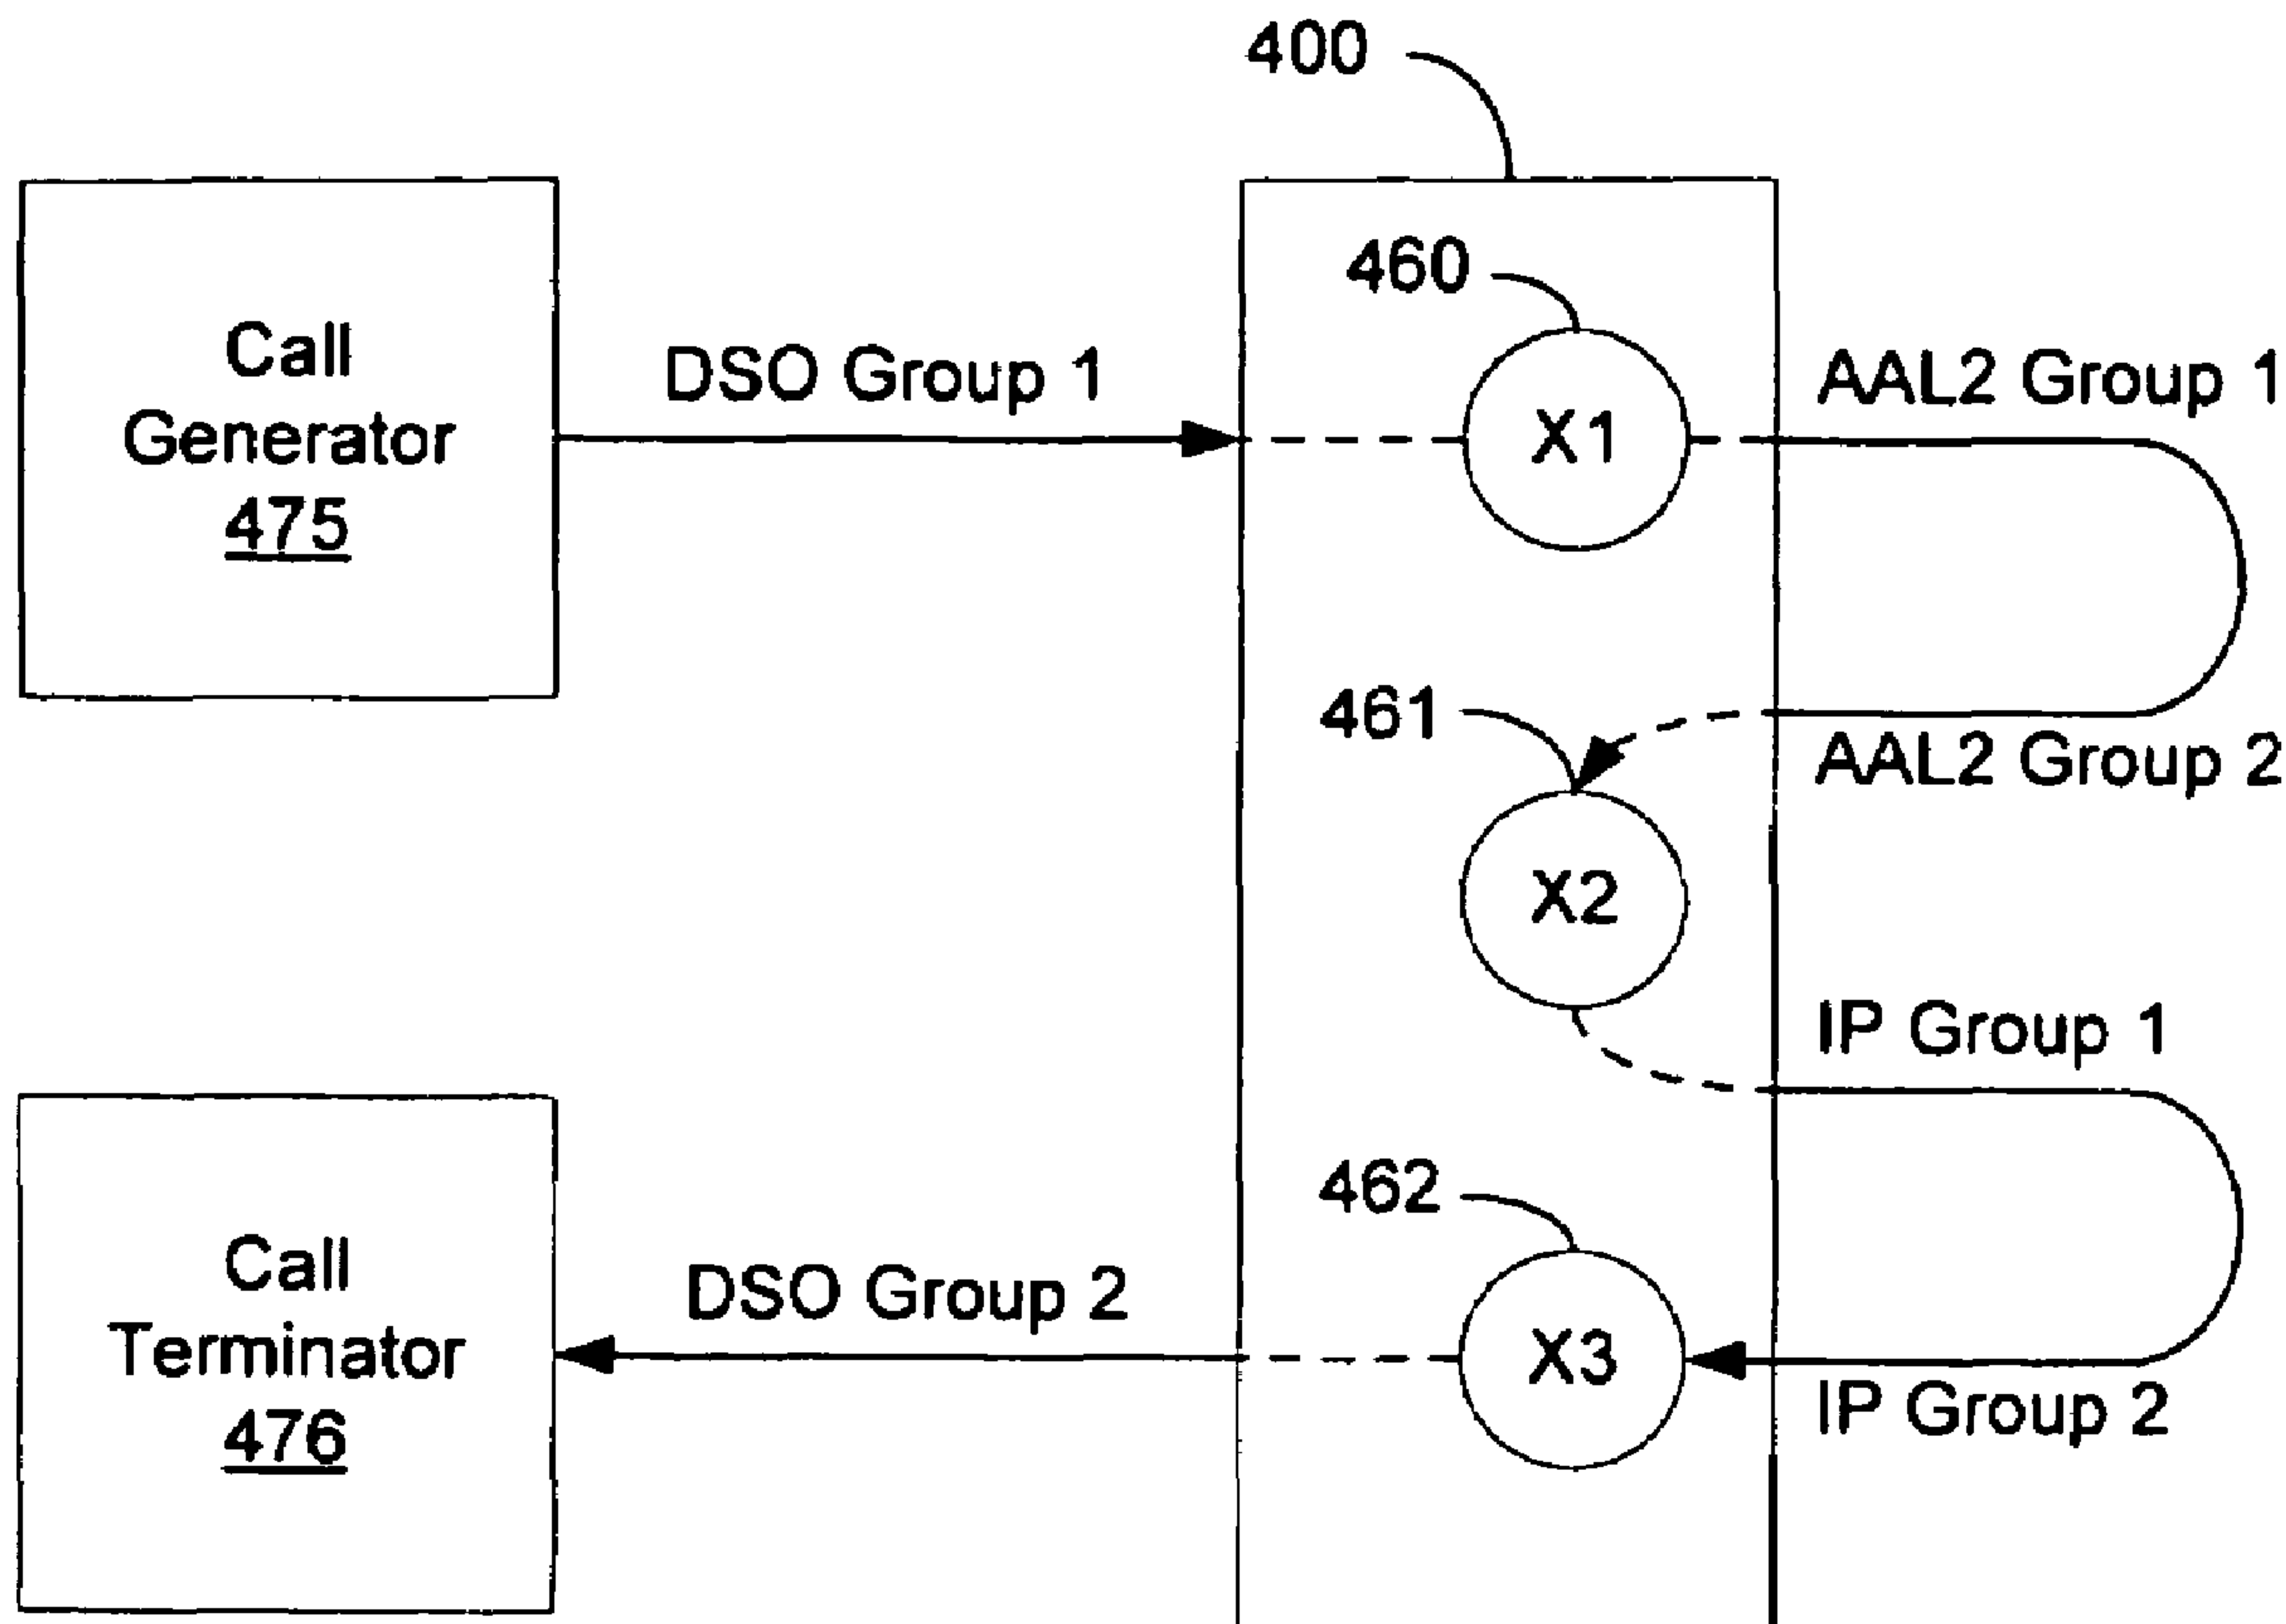 400
460
Call
Generator
475
DSO Group 1
X1
AAL2 Group 1
461
AAL2 Group 2
X2
IP Group 1
462
Call
Terminator
476
DSO Group 2
X3
IP Group 2